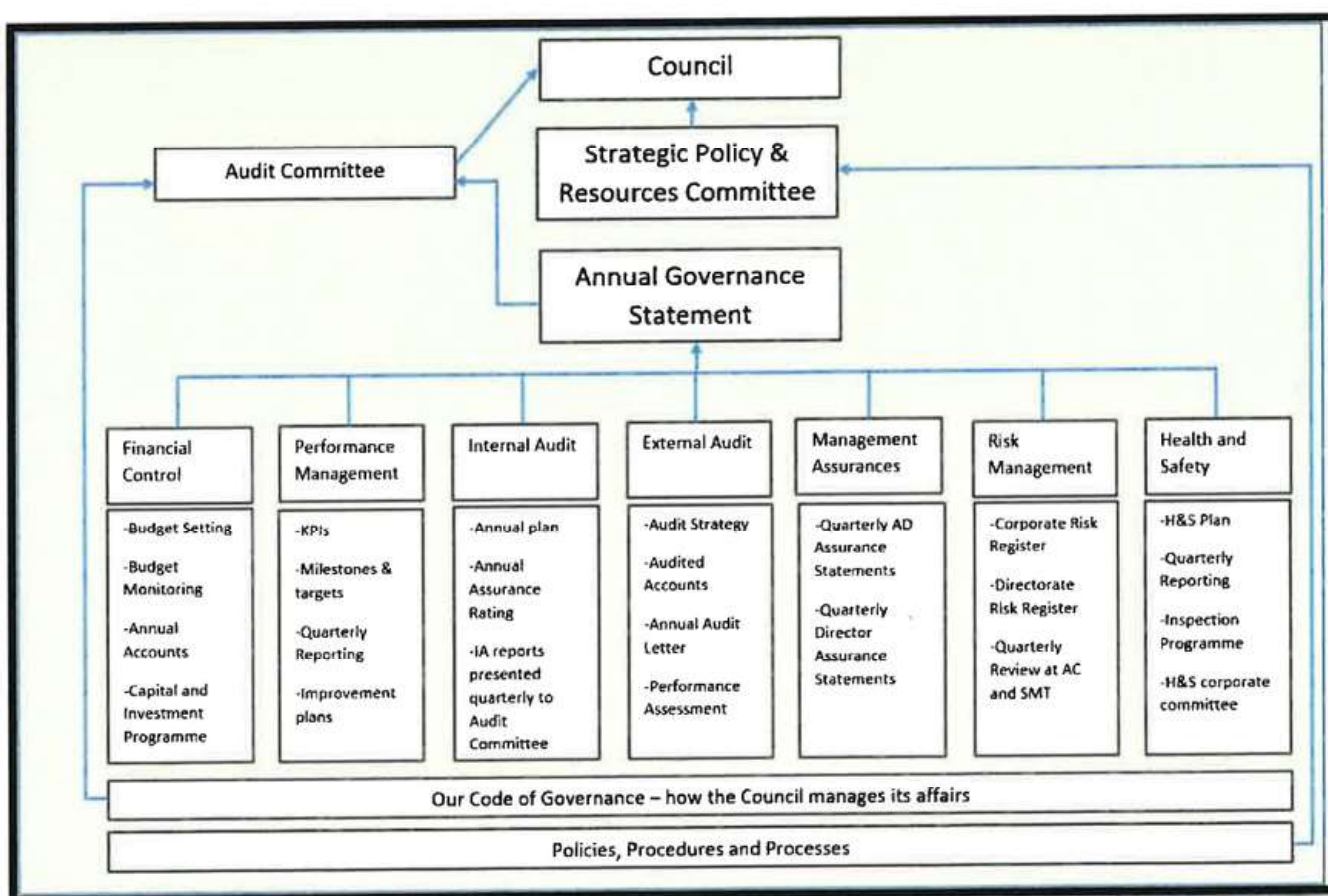 Council
Strategic Policy &
Resources Committee
Audit Committee
Annual Governance
Statement
Financial
Control
Performance
Management
Internal Audit
External Audit
Management
Assurances
Risk
Management
Health and
Safety
-Budget Setting
-Budget
Monitoring
-Annual
Accounts
-Capital and
Investment
Programme
-KPIs
-Milestones &
targets
-Quarterly
Reporting
-Improvement
plans
-Annual plan
-Annual
Assurance
Rating
-IA reports
presented
quarterly to
Audit
Committee
-Audit Strategy
-Audited
Accounts
-Annual Audit
Letter
-Performance
Assessment
-Quarterly AD
Assurance
Statements
-Quarterly
Director
Assurance
Statements
-Corporate Risk
Register
-Directorate
Risk Register
-Quarterly
Review at AC
and SMT
-H&S Plan
-Quarterly
Reporting
-Inspection
Programme
-H&S corporate
committee
Our Code of Governance – how the Council manages its affairs
Policies, Procedures and Processes